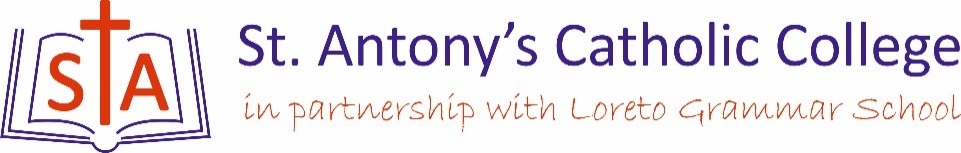 STA
St. Antony's Catholic College
in partnership with Loreto Grammar School